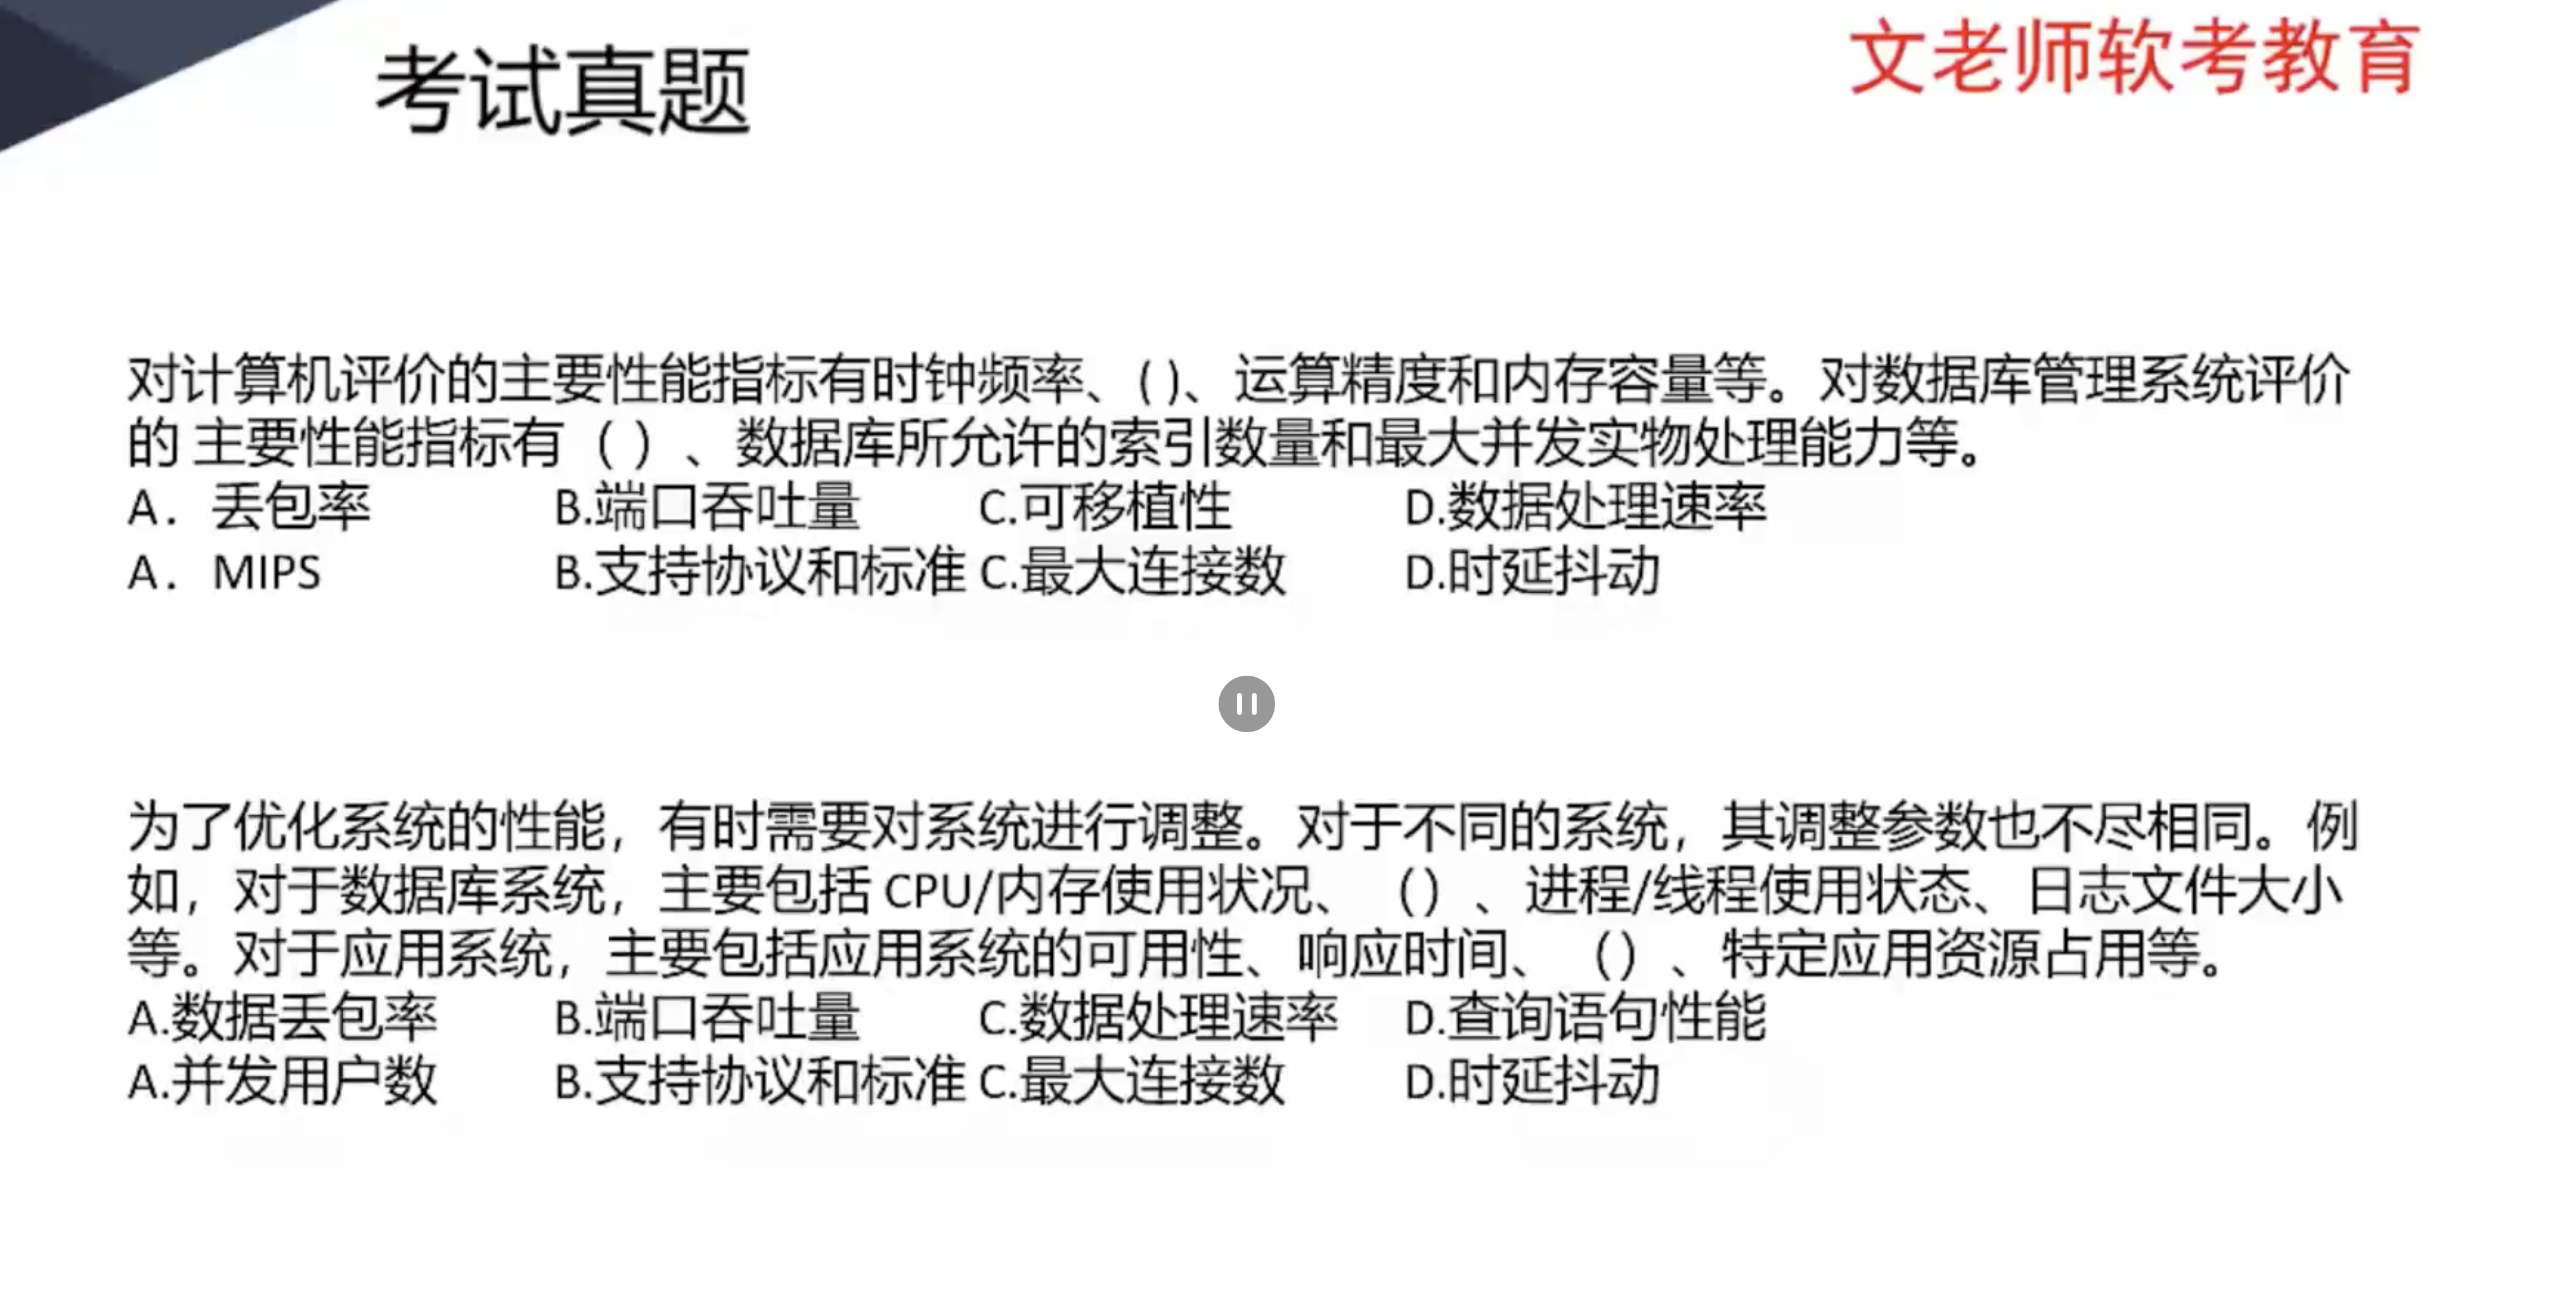 考试真题
文老师软考教育
对计算机评价的主要性能指标有时钟频率、( )、运算精度和内存容量等。对数据库管理系统评价
的 主要性能指标有（ ）、数据库所允许的索引数量和最大并发实物处理能力等。
A．丢包率 B.端口吞吐量 C.可移植性 D.数据处理速率
A．MIPS B.支持协议和标准 C.最大连接数 D.时延抖动
为了优化系统的性能，有时需要对系统进行调整。对于不同的系统，其调整参数也不尽相同。例
如，对于数据库系统，主要包括 CPU/内存使用状况、（）、进程/线程使用状态、日志文件大小
等。对于应用系统，主要包括应用系统的可用性、响应时间、（）、特定应用资源占用等。
A.数据丢包率 B.端口吞吐量 C.数据处理速率 D.查询语句性能
A.并发用户数 B.支持协议和标准 C.最大连接数 D.时延抖动